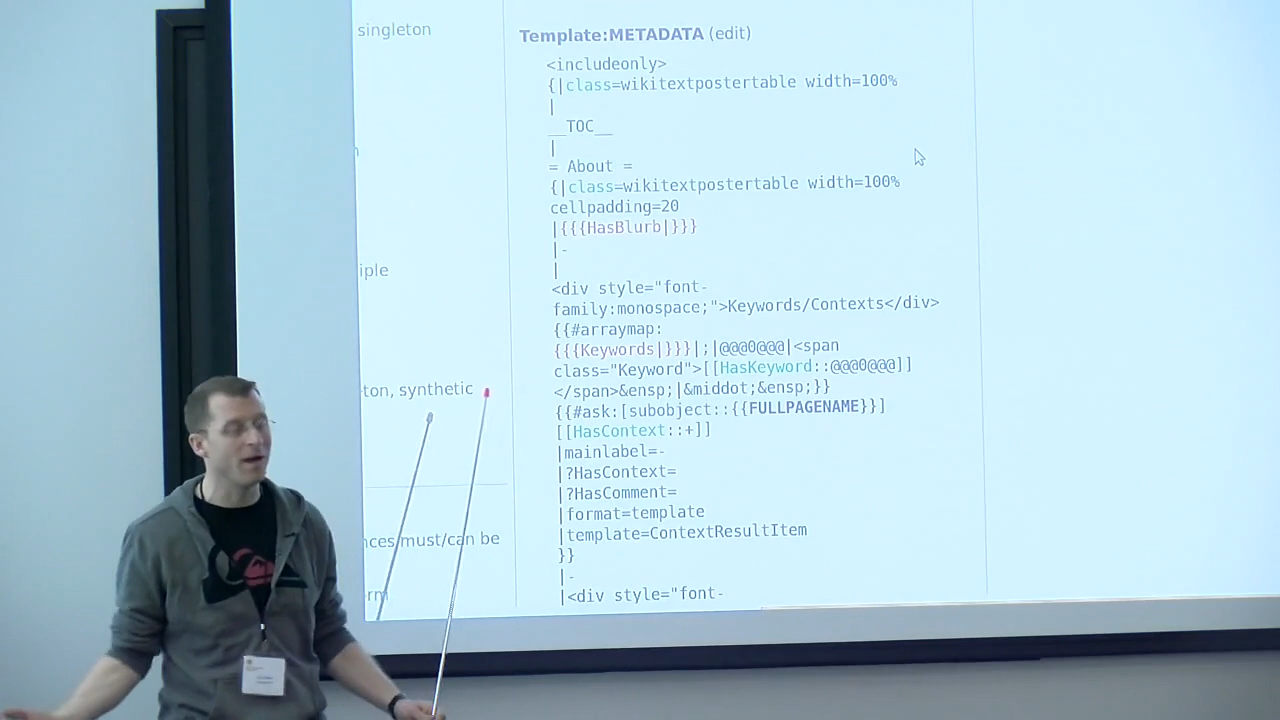 singleton
iple
ton, synthetic
nces must/can be
Template:METADATA (edit)
<includeonly>
{|class=wikitextpostertable width=100%
|
__TOC__
|
= About =
{|class=wikitextpostertable width=100%
cellpadding=20
|{{{HasBlurb|}}}
|-
|
<div style="font-
family:monospace;">Keywords/Contexts</div>
{{#arraymap:
{{{Keywords|}}}|;|@@@0@@@|<span
class="Keyword">[[HasKeyword::@@@0@@@]]
</span>&ensp;|&middot;&ensp;}}
{{#ask:[subobject::{{FULLPAGENAME}}]
[[HasContext::+]]
|mainlabel=-
|?HasContext=
|?HasComment=
|format=template
|template=ContextResultItem
}}
|-
|<div style="font-